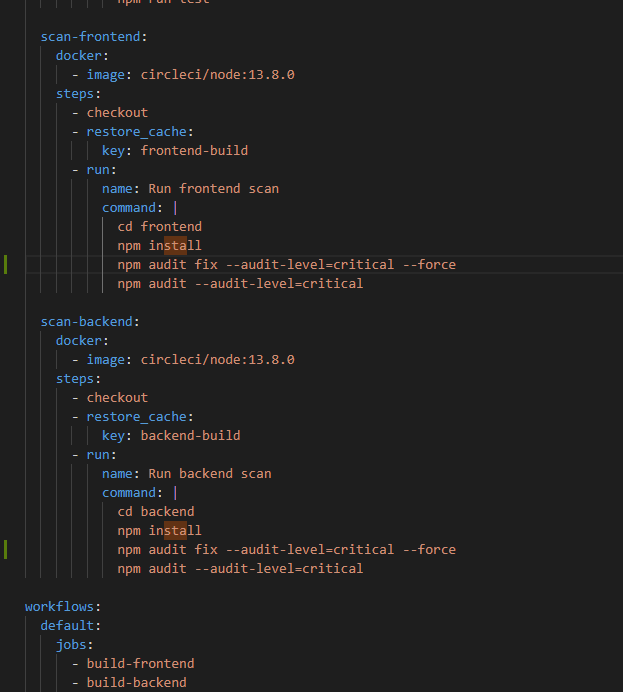 npm run test
scan-frontend:
docker:
- image: circleci/node:13.8.0
steps:
- checkout
- restore_cache:
key: frontend-build
- run:
name: Run frontend scan
command: |
cd frontend
npm install
npm audit fix --audit-level=critical --force
npm audit --audit-level=critical
scan-backend:
docker:
- image: circleci/node:13.8.0
steps:
- checkout
- restore_cache:
key: backend-build
- run:
name: Run backend scan
command: |
cd backend
npm install
npm audit fix --audit-level=critical --force
npm audit --audit-level=critical
workflows:
default:
jobs:
- build-frontend
- build-backend